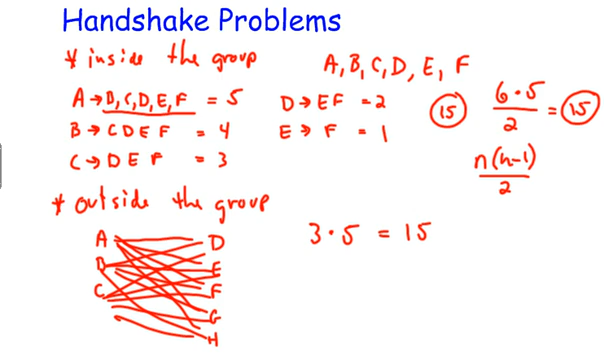 Handshake Problems
* inside the group
A, B, C, D, E, F
A → B, C, D, E, F = 5
B → C D E F = 4
C → D E F = 3
D → E F = 2
E → F = 1
15
6 · 5 / 2 = 15
n(n-1) / 2
* outside the group
A
B
C
D
E
F
G
H
3 · 5 = 15